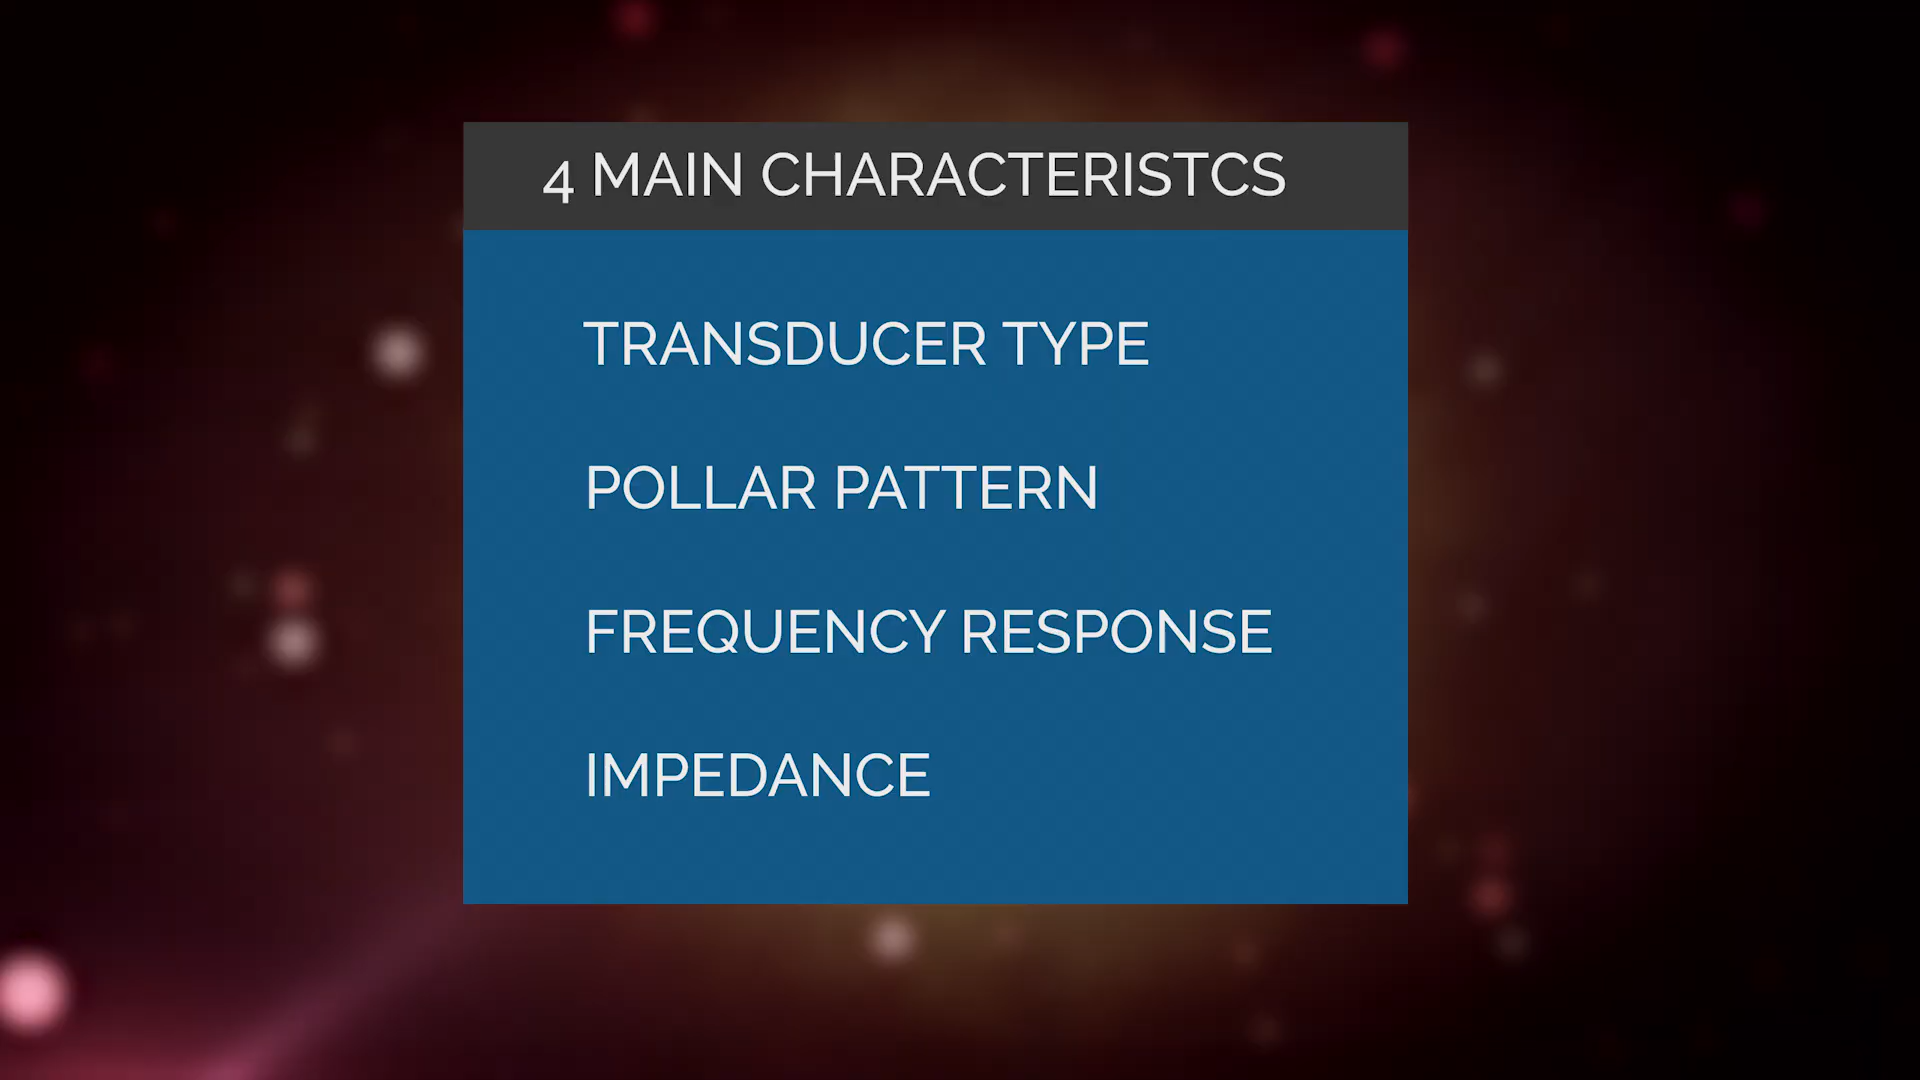 4 MAIN CHARACTERISTCS
TRANSDUCER TYPE
POLLAR PATTERN
FREQUENCY RESPONSE
IMPEDANCE